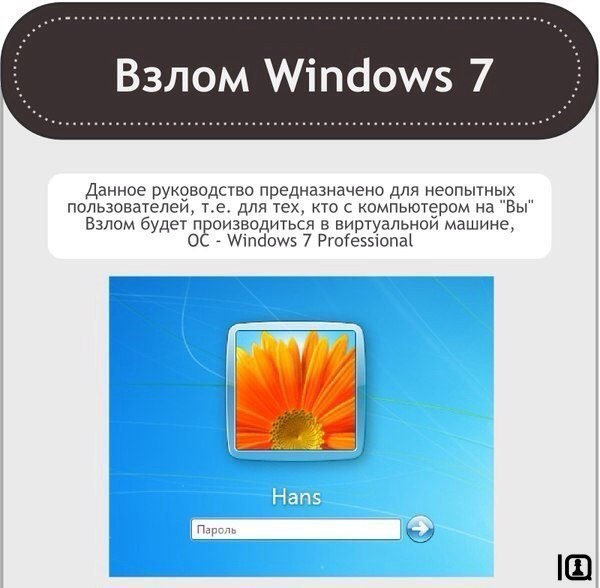 Взлом Windows 7
Данное руководство предназначено для неопытных
пользователей, т.е. для тех, кто с компьютером на "Вы"
Взлом будет производиться в виртуальной машине,
ОС - Windows 7 Professional
Hans
Пароль
IQ